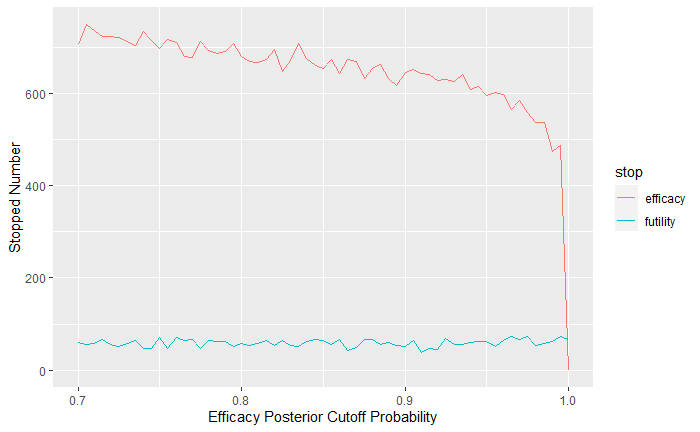 600
400
200
0
Stopped Number
0.7
0.8
0.9
1.0
Efficacy Posterior Cutoff Probability
stop
efficacy
futility